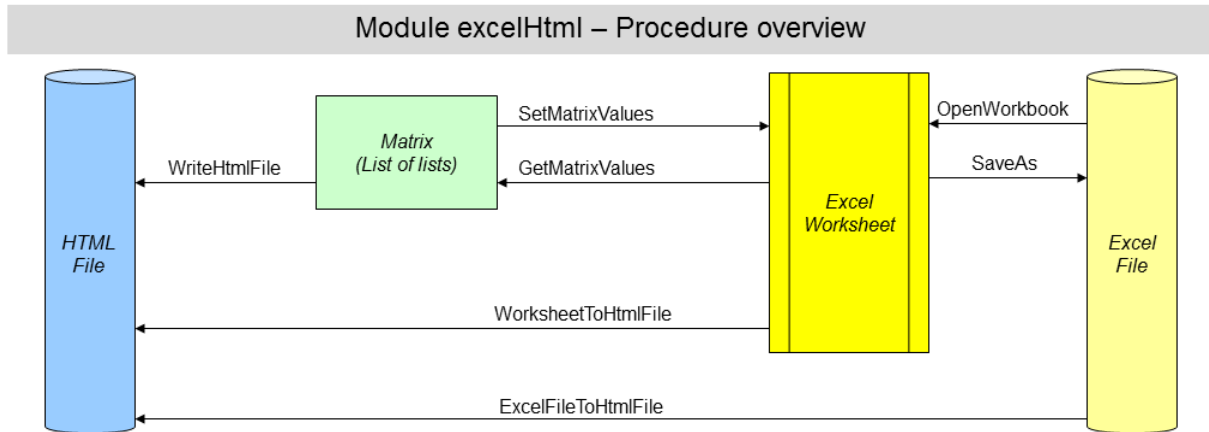 Module excelHtml – Procedure overview
SetMatrixValues
OpenWorkbook
Matrix
(List of lists)
WriteHtmlFile
GetMatrixValues
SaveAs
Excel
Worksheet
HTML
File
Excel
File
WorksheetToHtmlFile
ExcelFileToHtmlFile